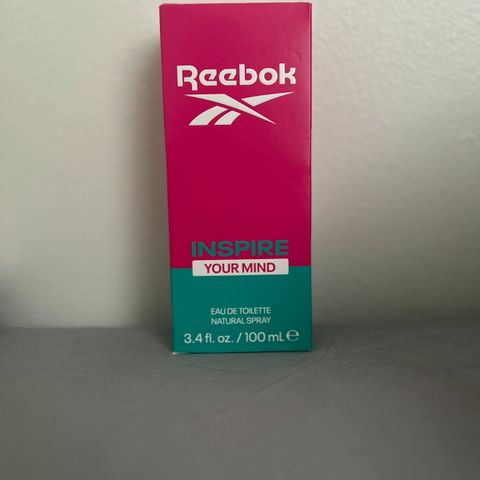 Reebok
INSPIRE
YOUR MIND
EAU DE TOILETTE
NATURAL SPRAY
3.4 fl. oz. / 100 ml ℮